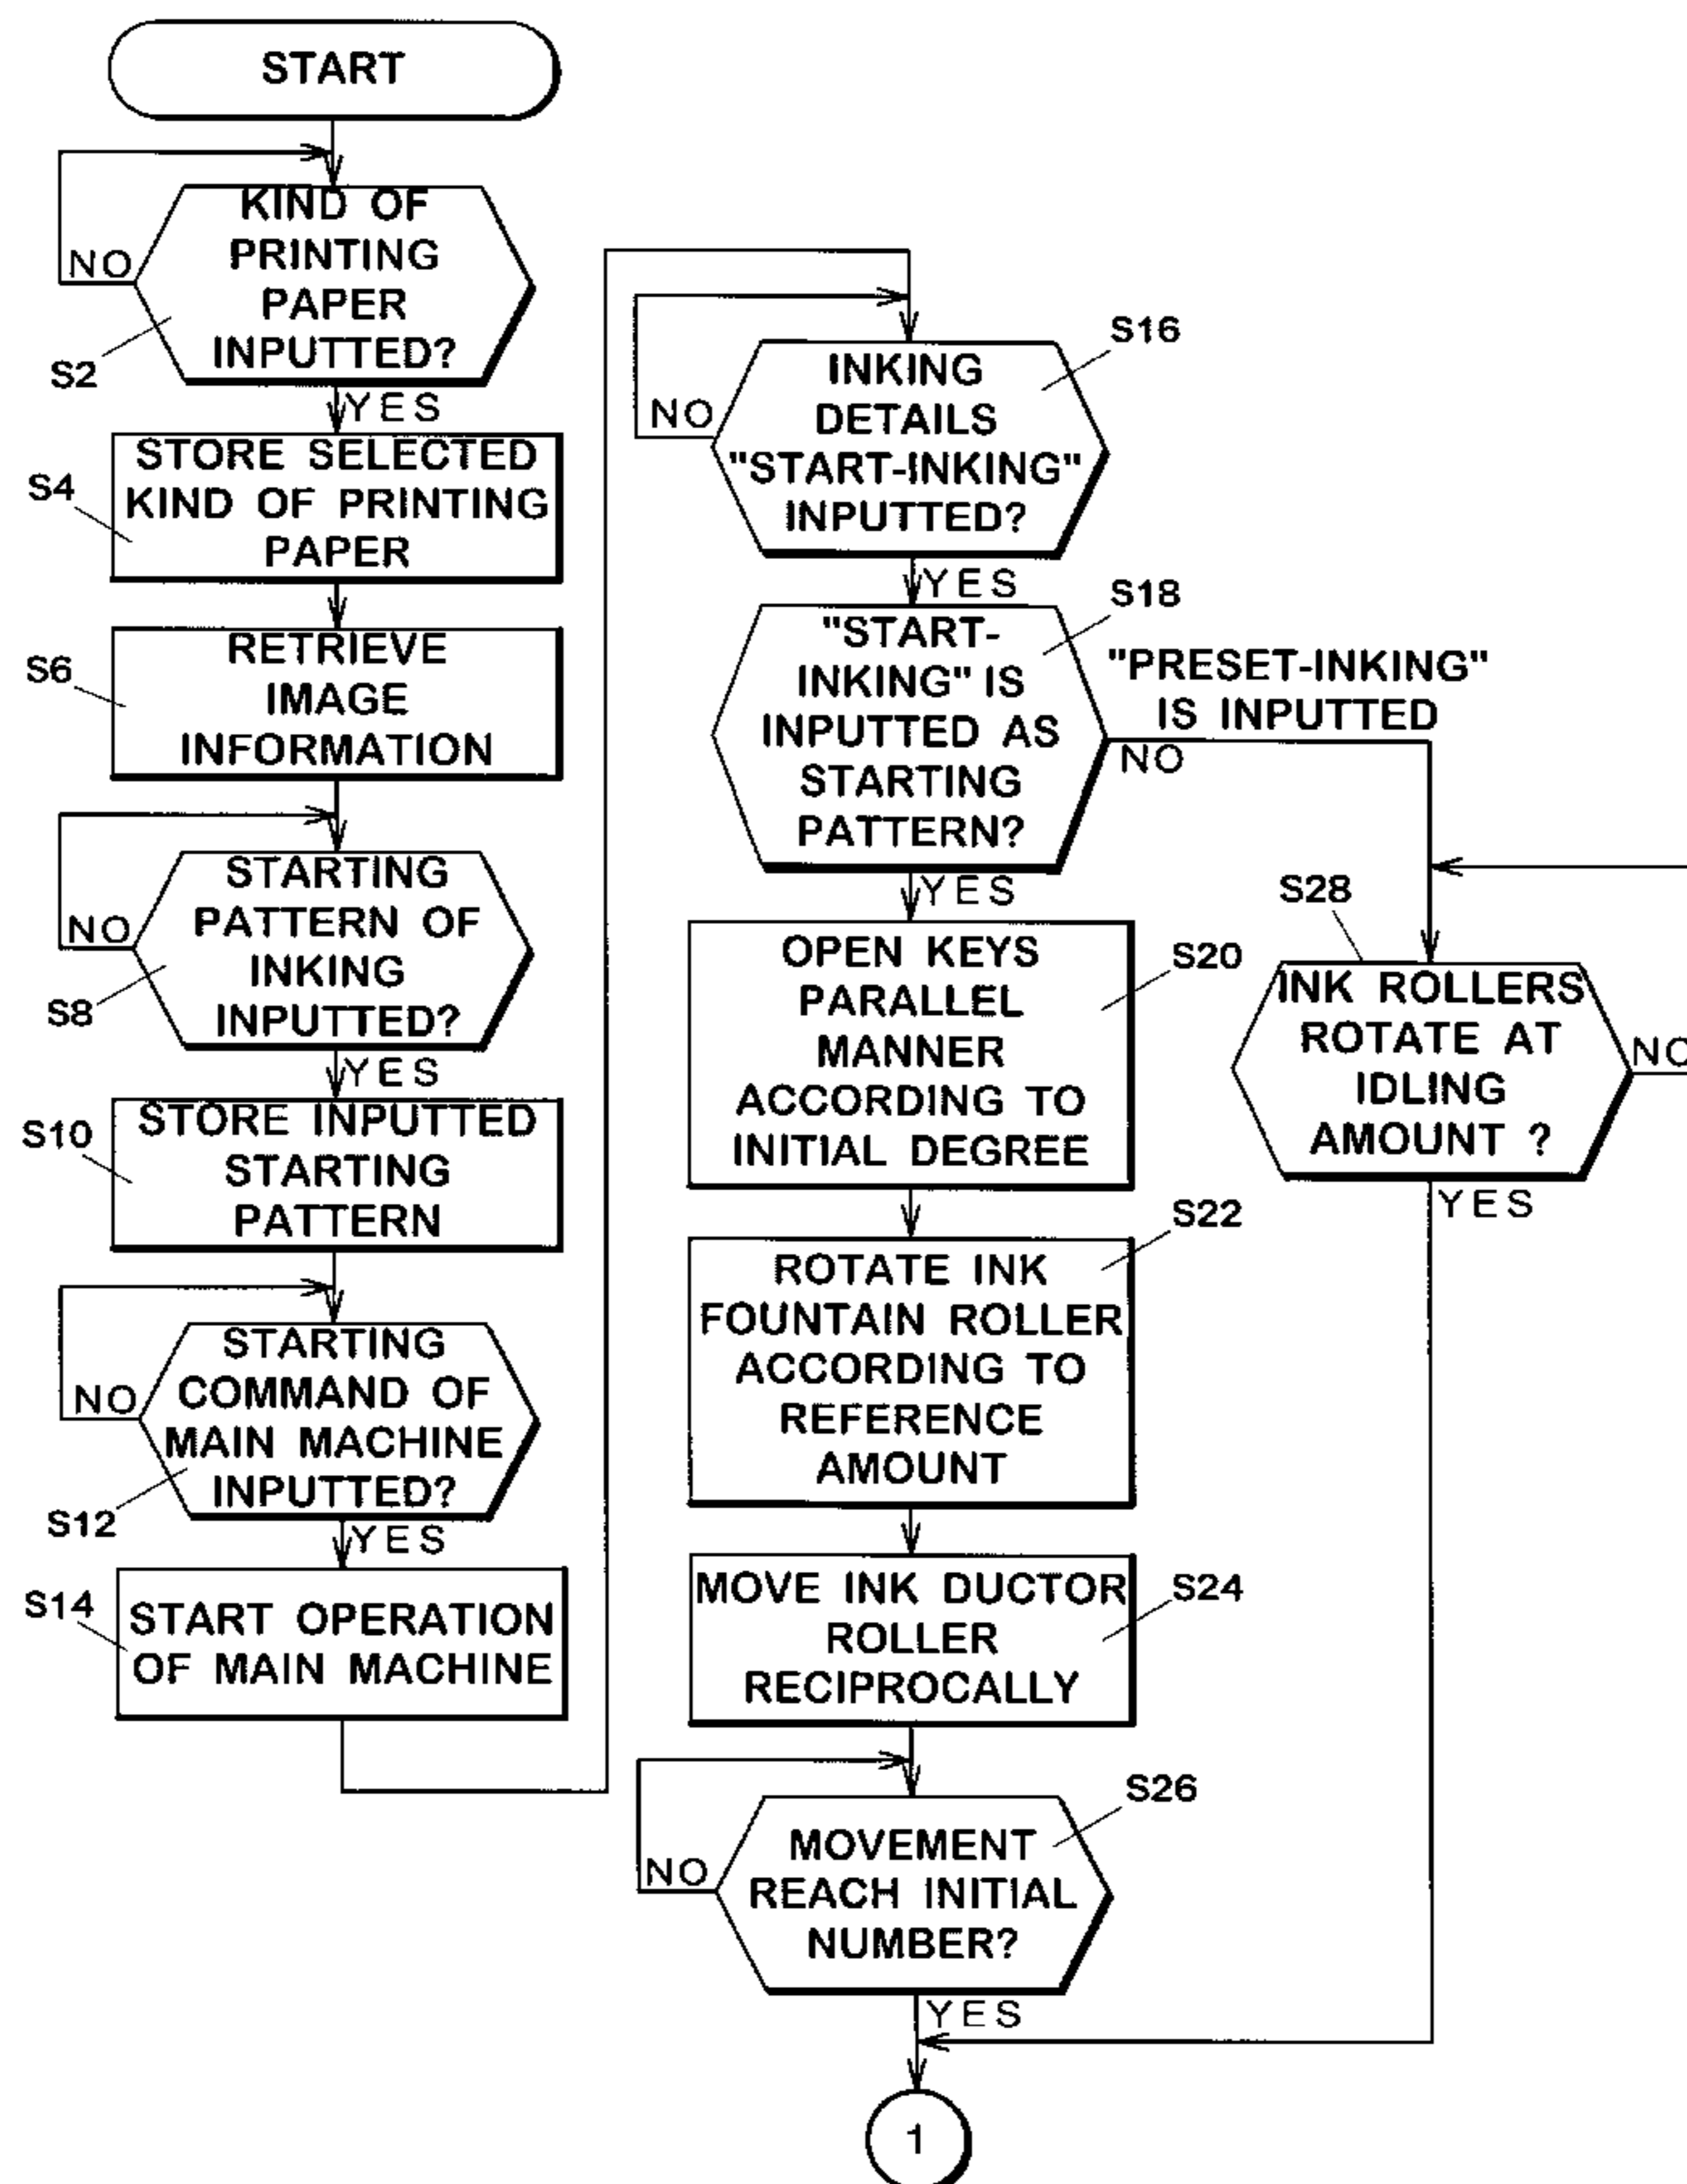 START
KIND OF
PRINTING
PAPER
INPUTTED?
NO
S2
YES
STORE SELECTED
KIND OF PRINTING
PAPER
S4
RETRIEVE
IMAGE
INFORMATION
S6
STARTING
PATTERN OF
INKING
INPUTTED?
NO
S8
YES
STORE INPUTTED
STARTING
PATTERN
S10
STARTING
COMMAND OF
MAIN MACHINE
INPUTTED?
NO
S12
YES
START OPERATION
OF MAIN MACHINE
S14
INKING
DETAILS
"START-INKING"
INPUTTED?
NO
S16
YES
"START-
INKING" IS
INPUTTED AS
STARTING
PATTERN?
S18
"PRESET-INKING"
IS INPUTTED
NO
YES
OPEN KEYS
PARALLEL
MANNER
ACCORDING TO
INITIAL DEGREE
S20
ROTATE INK
FOUNTAIN ROLLER
ACCORDING TO
REFERENCE
AMOUNT
S22
MOVE INK DUCTOR
ROLLER
RECIPROCALLY
S24
MOVEMENT
REACH INITIAL
NUMBER?
NO
S26
YES
S28
INK ROLLERS
ROTATE AT
IDLING
AMOUNT ?
NO
YES
1